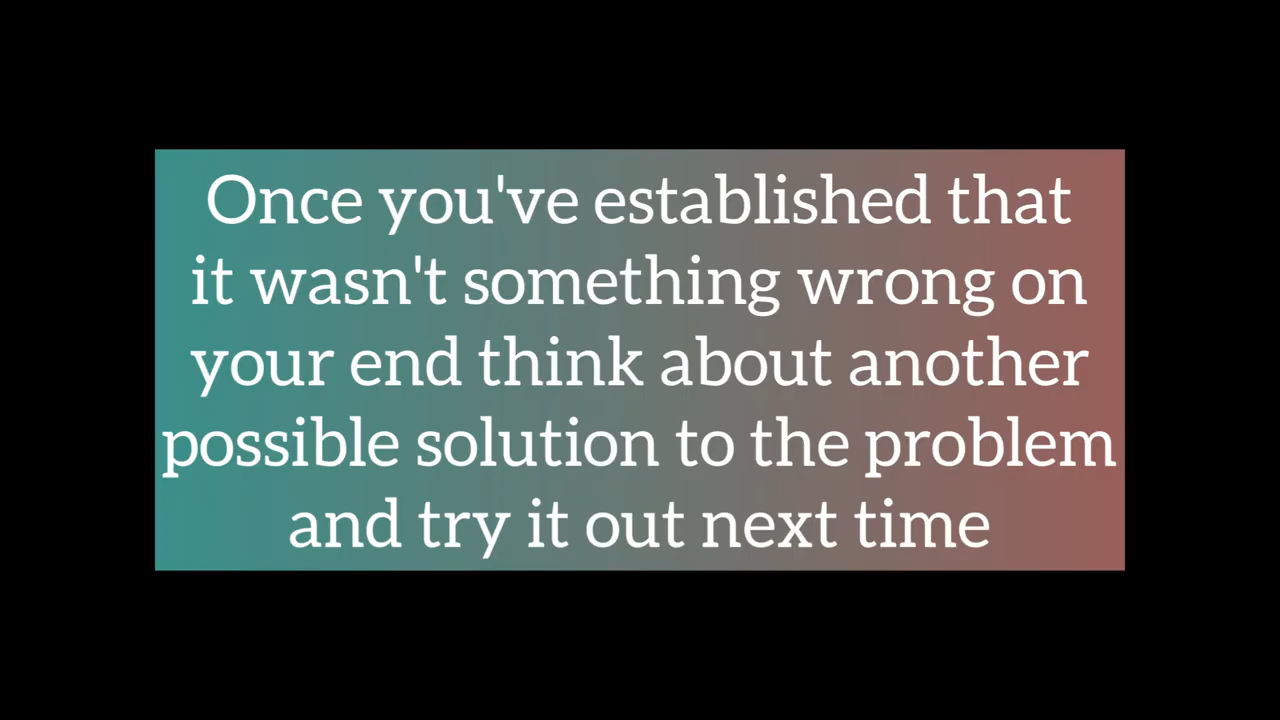 Once you've established that
it wasn't something wrong on
your end think about another
possible solution to the problem
and try it out next time